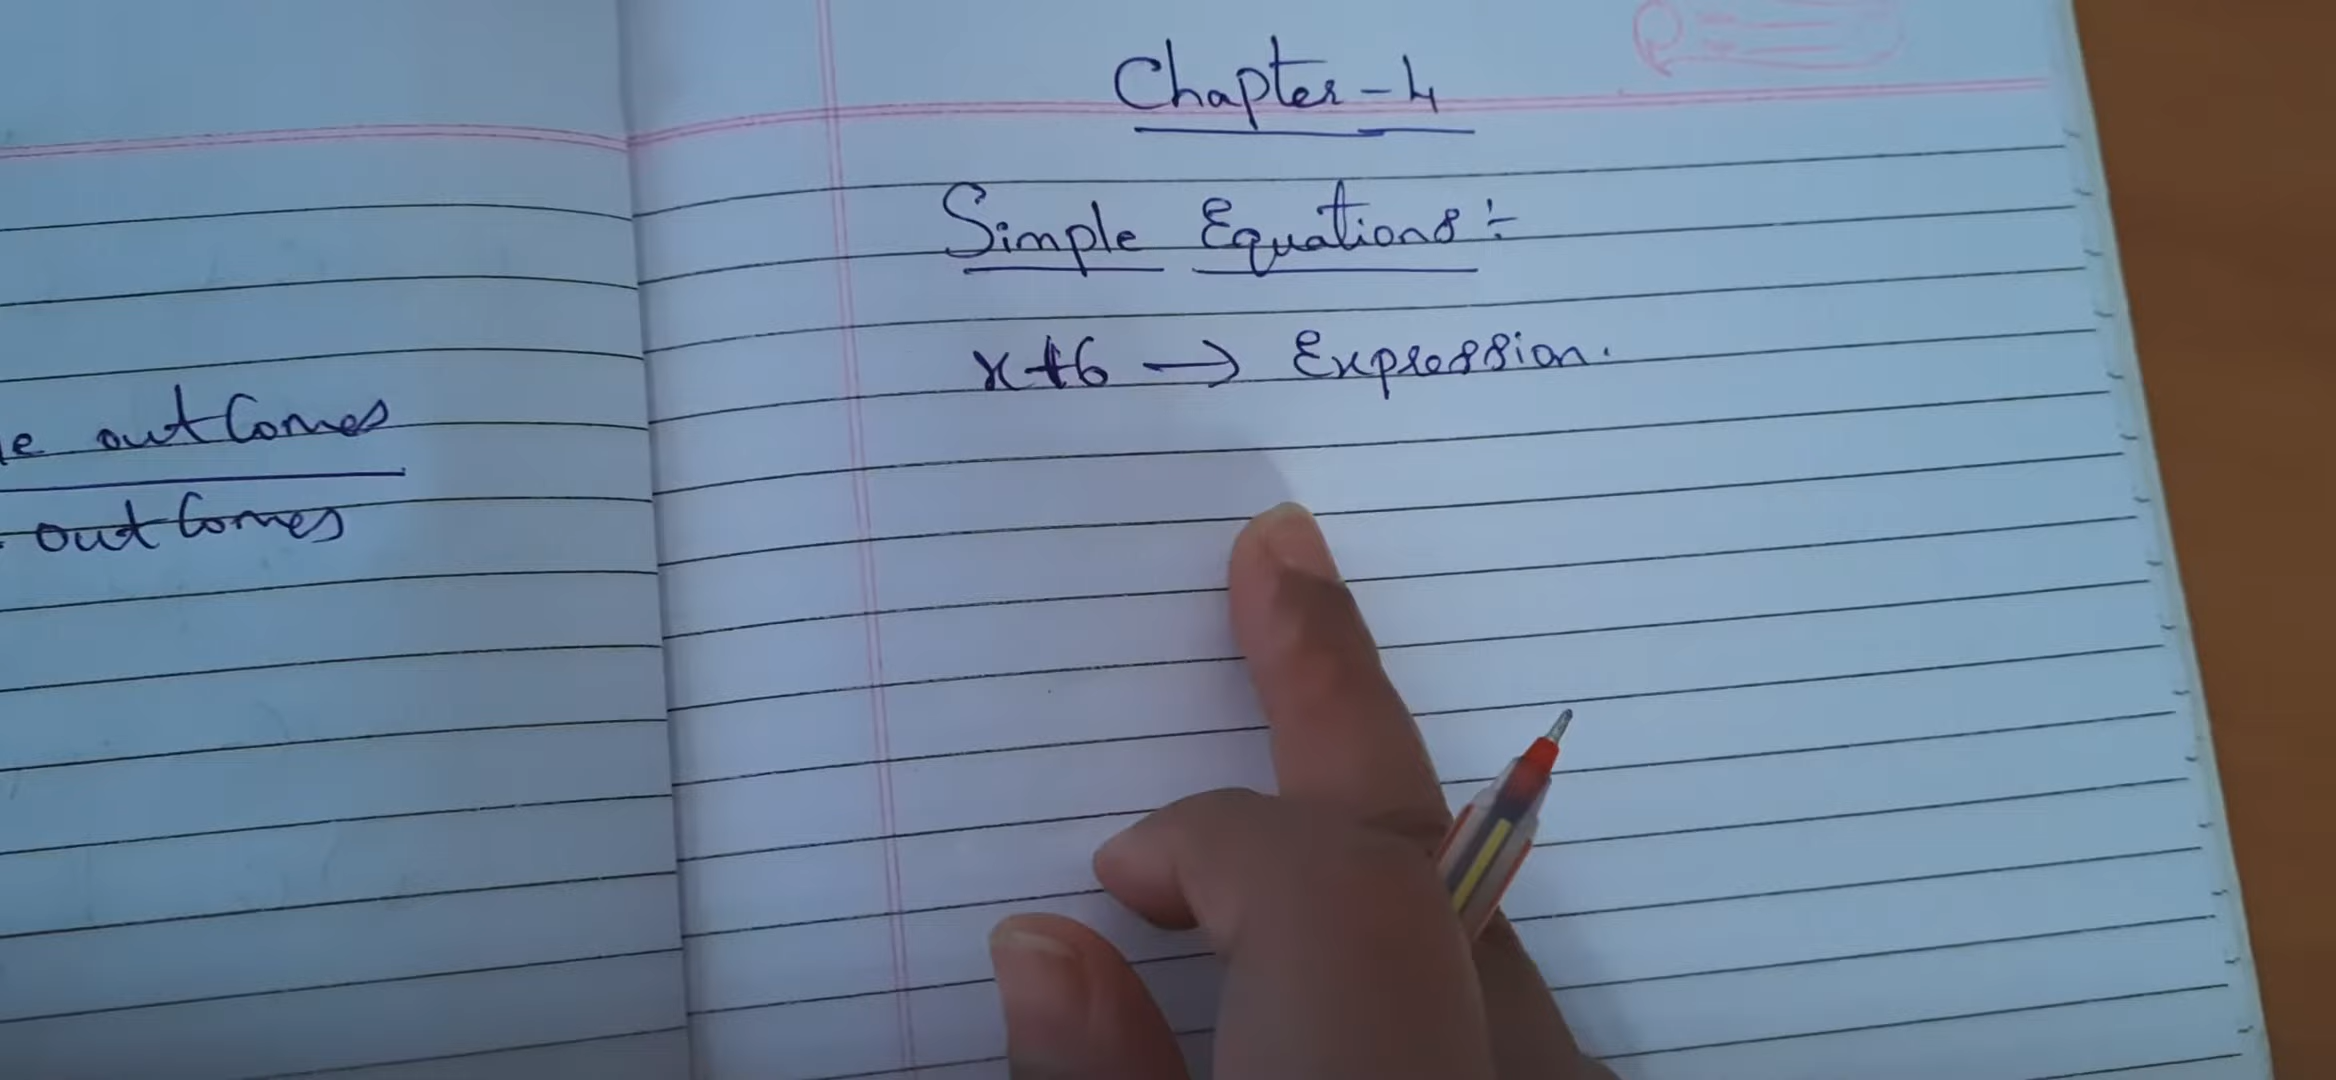 e outComes
outComes
Chapter-4
Simple Equations:-
x+6 → Expression.